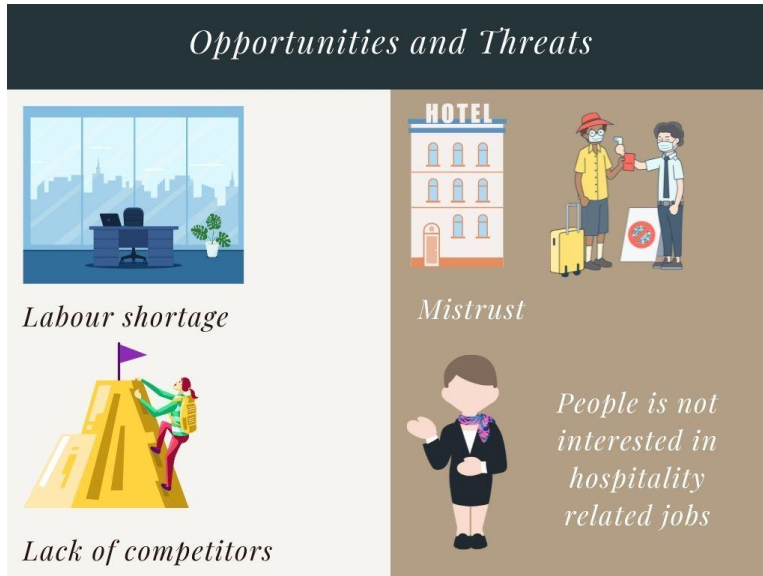 Opportunities and Threats
Labour shortage
Lack of competitors
HOTEL
Mistrust
People is not
interested in
hospitality
related jobs